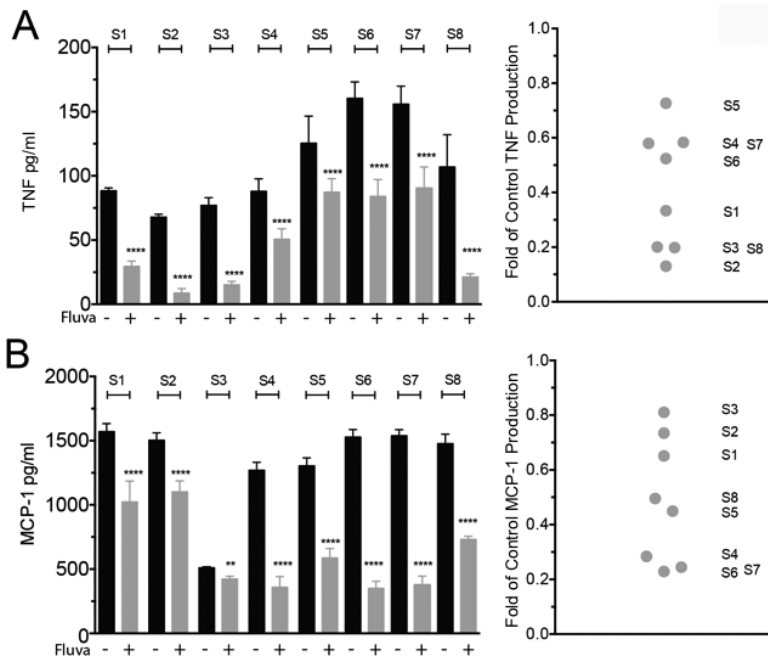 A
S1 S2 S3 S4 S5 S6 S7 S8
200
150
100
50
0
TNF pg/ml
**** **** **** **** **** **** **** ****
Fluva - + - + - + - + - + - + - + - +
1.0
0.8
0.6
0.4
0.2
0.0
Fold of Control TNF Production
S5
S4 S7
S6
S1
S3 S8
S2
B
S1 S2 S3 S4 S5 S6 S7 S8
2000
1500
1000
500
0
MCP-1 pg/ml
**** **** ** **** **** **** **** ****
Fluva - + - + - + - + - + - + - + - +
1.0
0.8
0.6
0.4
0.2
0.0
Fold of Control MCP-1 Production
S3
S2
S1
S8
S5
S4
S6 S7